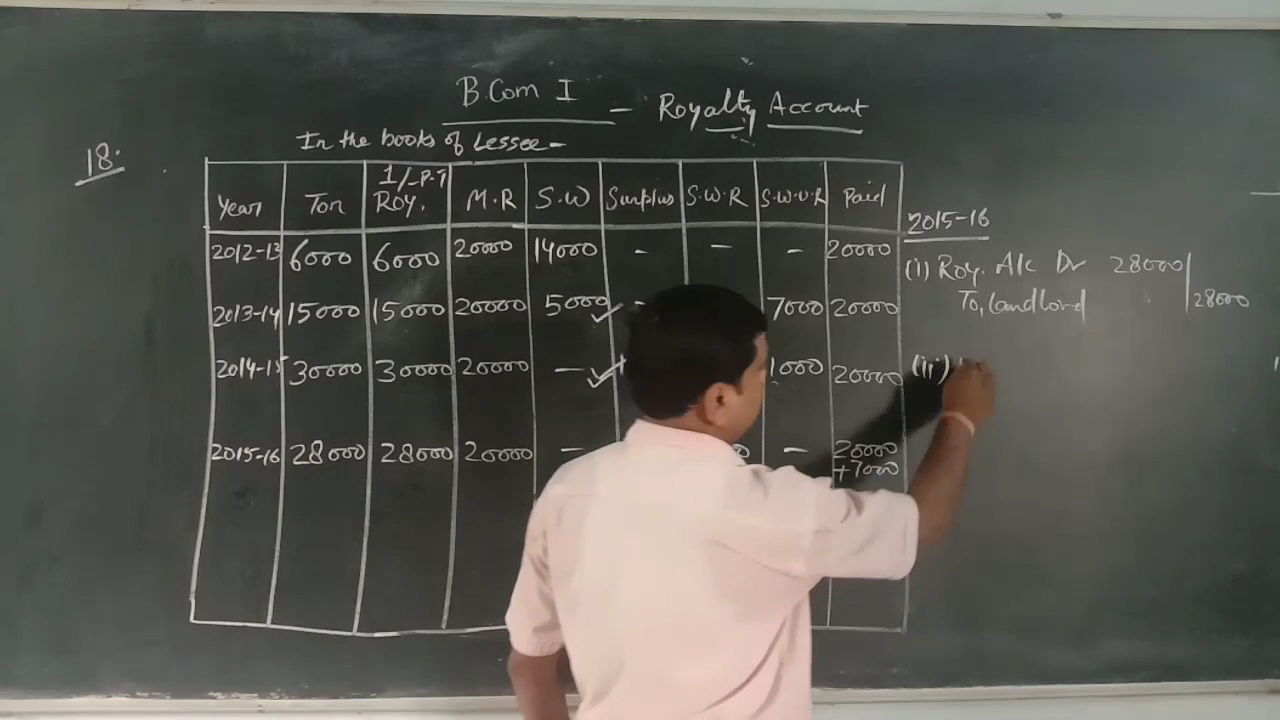 B.Com I – Royalty Account
In the books of Lessee –
18.
Year Ton 1/- P.T Roy. M.R S.W Surplus S.W.R S.W.U.R Paid
2012-13 6000 6000 20000 14000 - - - 20000
2013-14 15000 15000 20000 5000 - 7000 20000
2014-15 30000 30000 20000 - 1000 20000
2015-16 28000 28000 20000 - - 20000 +7000
2015-16
(i) Roy. A/c Dr 28000
To, Landlord 28000
(ii)